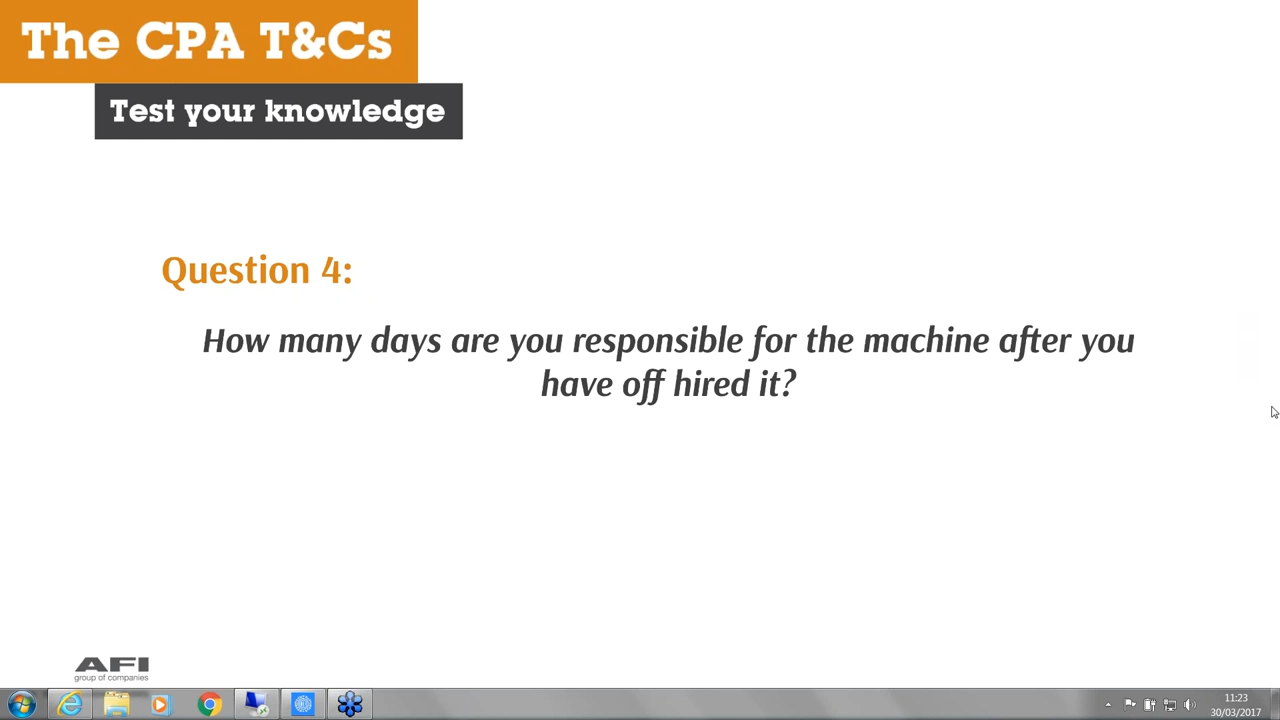 The CPA T&Cs
Test your knowledge
Question 4:
How many days are you responsible for the machine after you
have off hired it?
AFI
group of companies
11:23
30/03/2017